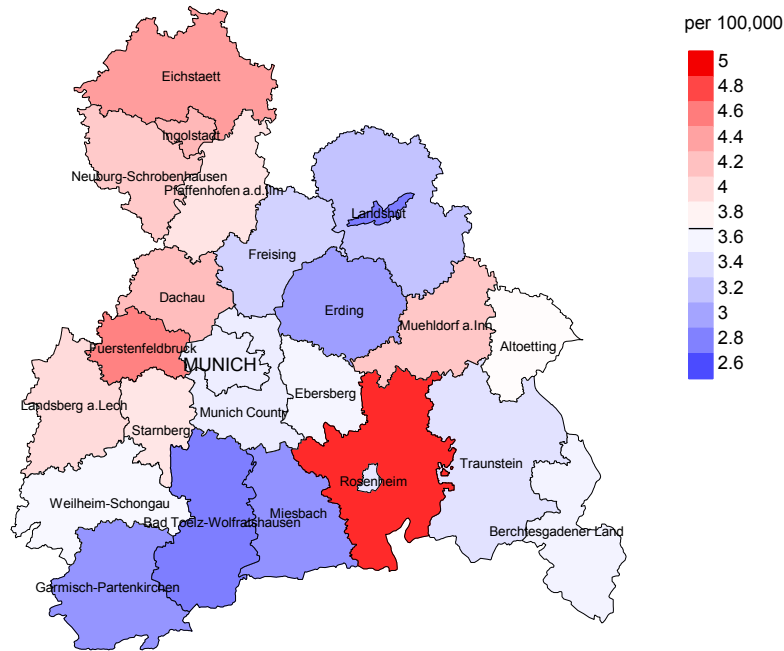 per 100,000
5
4.8
4.6
4.4
4.2
4
3.8
3.6
3.4
3.2
3
2.8
2.6
Eichstaett
Ingolstadt
Neuburg-Schrobenhausen
Pfaffenhofen a.d.Ilm
Landshut
Freising
Dachau
Erding
Muehldorf a.Inn
Fuerstenfeldbruck
Altoetting
MUNICH
Ebersberg
Landsberg a.Lech
Munich County
Starnberg
Traunstein
Rosenheim
Weilheim-Schongau
Miesbach
Bad Toelz-Wolfratshausen
Berchtesgadener Land
Garmisch-Partenkirchen